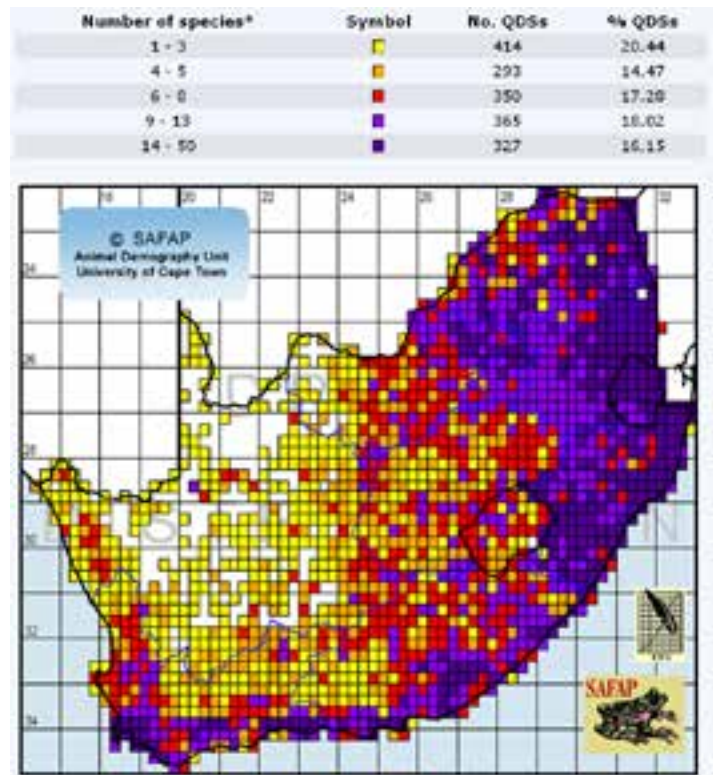 Number of species* Symbol No. QDSs % QDSs
1 - 3 414 20.44
4 - 5 293 14.47
6 - 8 350 17.28
9 - 13 365 18.02
14 - 50 327 16.15
18 20 22 24 26 28 32
© SAFAP
Animal Demography Unit
University of Cape Town
24
26
28
30
32
34
SAFAP